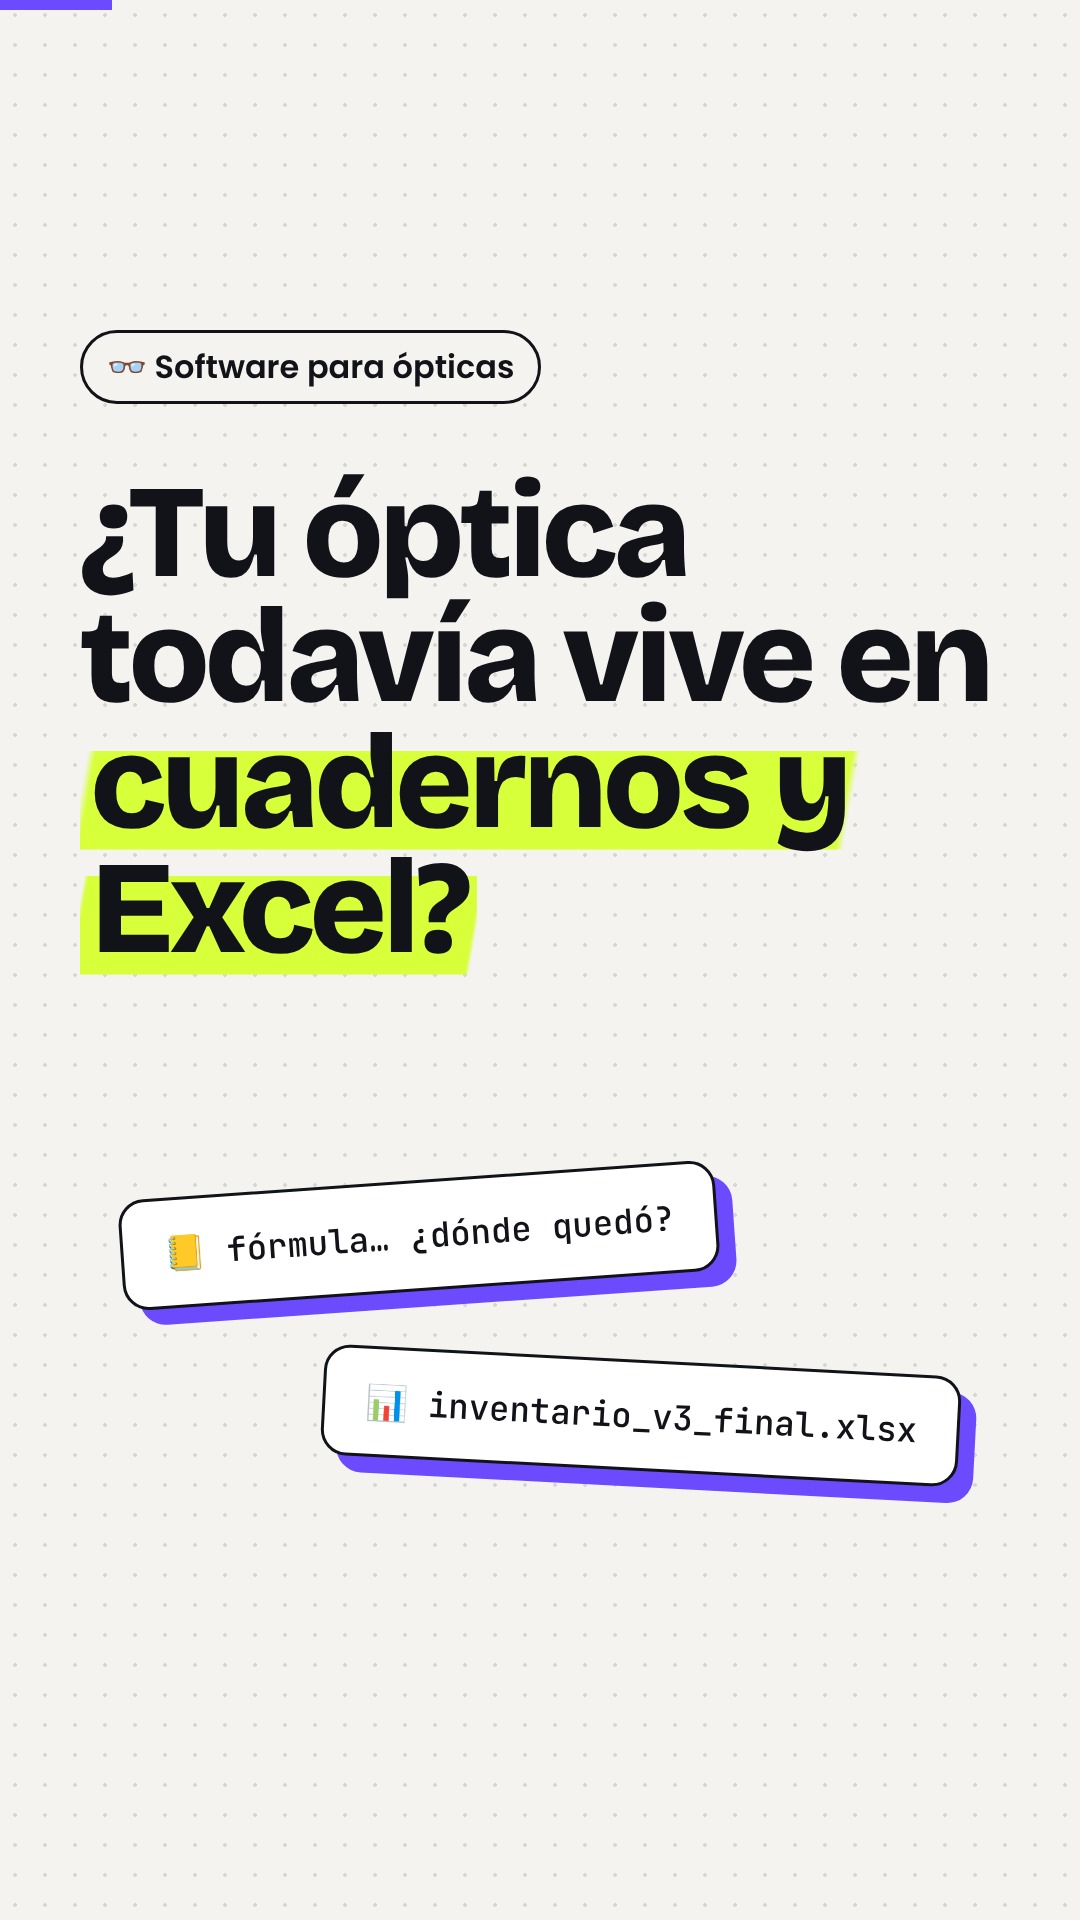 👓 Software para ópticas
¿Tu óptica
todavía vive en
cuadernos y
Excel?
📒 fórmula… ¿dónde quedó?
📊 inventario_v3_final.xlsx